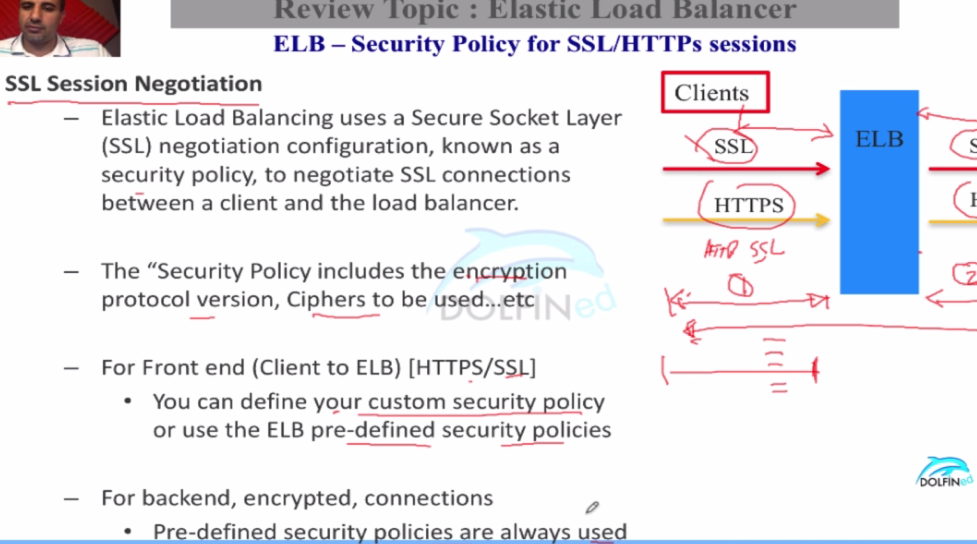 Review Topic : Elastic Load Balancer
ELB – Security Policy for SSL/HTTPs sessions
SSL Session Negotiation
– Elastic Load Balancing uses a Secure Socket Layer
(SSL) negotiation configuration, known as a
security policy, to negotiate SSL connections
between a client and the load balancer.
– The “Security Policy includes the encryption
protocol version, Ciphers to be used...etc
– For Front end (Client to ELB) [HTTPS/SSL]
• You can define your custom security policy
or use the ELB pre-defined security policies
– For backend, encrypted, connections
• Pre-defined security policies are always used
Clients
SSL
ELB
S
HTTPS
H
HTTP SSL
1
2
DOLFINed
DOLFINed